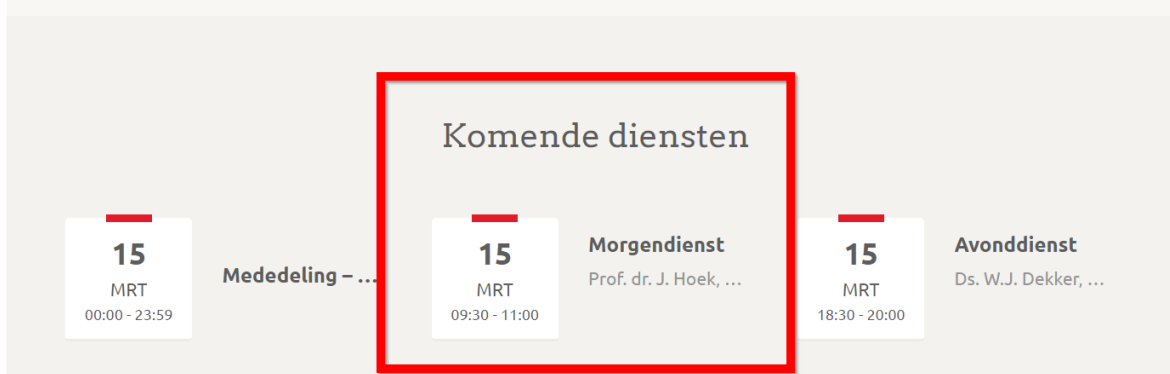 Komende diensten
15
MRT
00:00 - 23:59
Mededeling – ...
15
MRT
09:30 - 11:00
Morgendienst
Prof. dr. J. Hoek, ...
15
MRT
18:30 - 20:00
Avonddienst
Ds. W.J. Dekker, ...